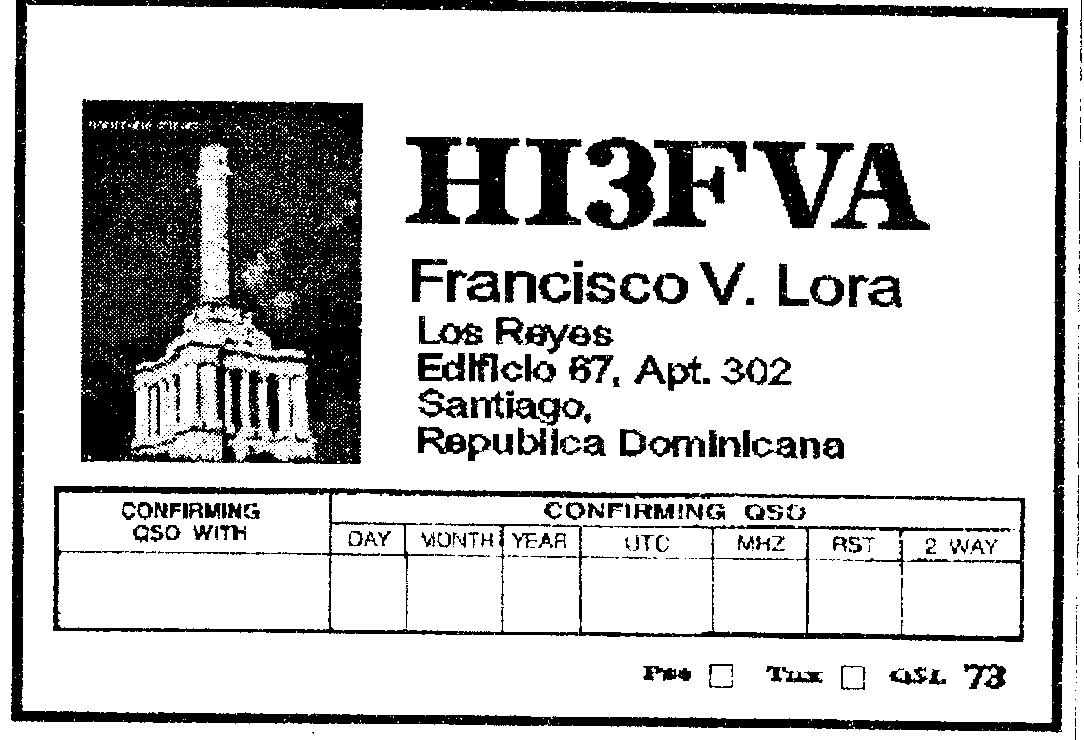 HI3FVA
Francisco V. Lora
Los Reyes
Edificio 67, Apt. 302
Santiago,
Republica Dominicana
CONFIRMING QSO WITH
CONFIRMING QSO
DAY MONTH YEAR UTC MHZ RST 2 WAY
Pse Tnx QSL 73